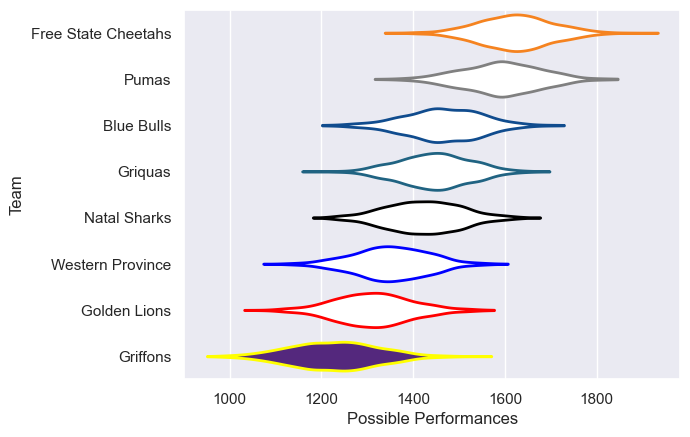 Free State Cheetahs
Pumas
Blue Bulls
Griquas
Natal Sharks
Western Province
Golden Lions
Griffons
Team
1000 1200 1400 1600 1800
Possible Performances